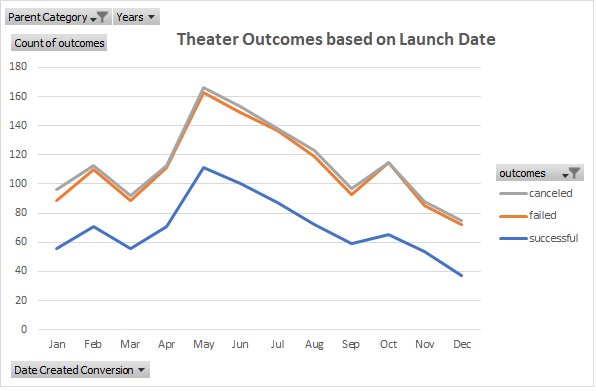 Parent Category Years
Count of outcomes
Theater Outcomes based on Launch Date
180
160
140
120
100
80
60
40
20
0
Jan Feb Mar Apr May Jun Jul Aug Sep Oct Nov Dec
outcomes
canceled
failed
successful
Date Created Conversion